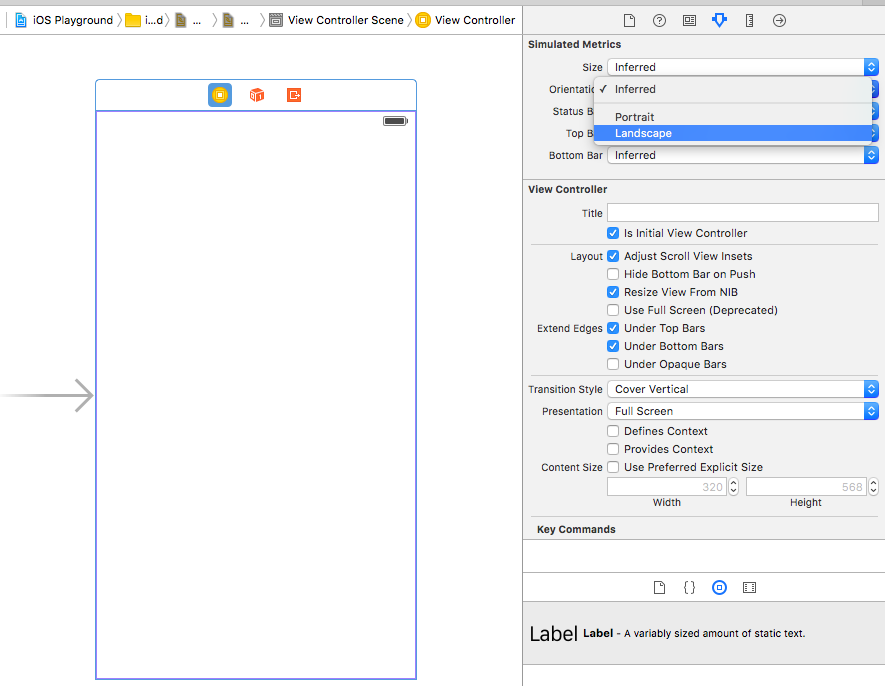 iOS Playground i...d ... ... View Controller Scene View Controller
Simulated Metrics
Size Inferred
Orientatio Inferred
Status B
Portrait
Top B Landscape
Bottom Bar Inferred
View Controller
Title
Is Initial View Controller
Layout Adjust Scroll View Insets
Hide Bottom Bar on Push
Resize View From NIB
Use Full Screen (Deprecated)
Extend Edges Under Top Bars
Under Bottom Bars
Under Opaque Bars
Transition Style Cover Vertical
Presentation Full Screen
Defines Context
Provides Context
Content Size Use Preferred Explicit Size
320 568
Width Height
Key Commands
Label Label - A variably sized amount of static text.